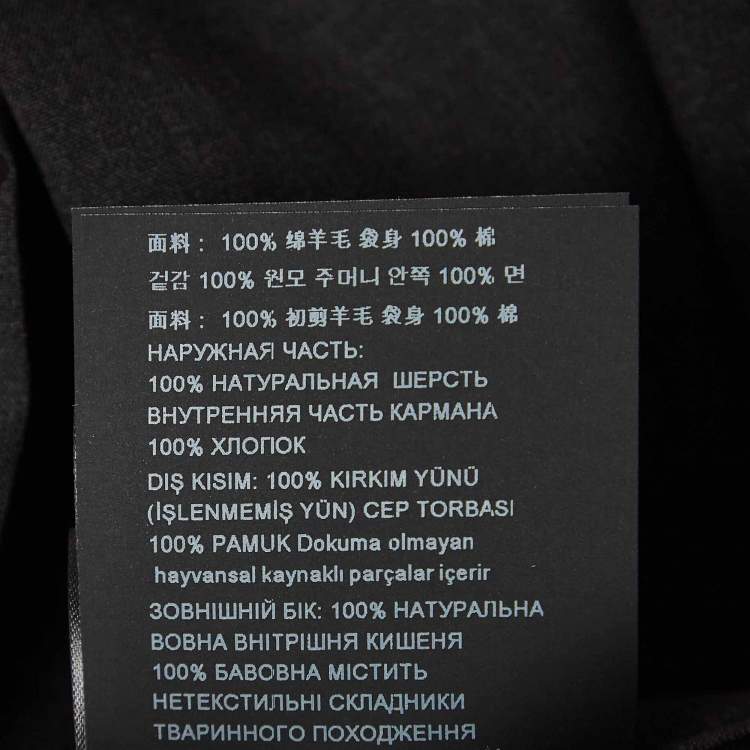 面料： 100% 绵羊毛 袋身 100% 棉
겉감 100% 원모 주머니 안쪽 100% 면
面料： 100% 初剪羊毛 袋身 100% 棉
НАРУЖНАЯ ЧАСТЬ:
100% НАТУРАЛЬНАЯ ШЕРСТЬ
ВНУТРЕННЯЯ ЧАСТЬ КАРМАНА
100% ХЛОПОК
DIŞ KISIM: 100% KIRKIM YÜNÜ
(İŞLENMEMİŞ YÜN) CEP TORBASI
100% PAMUK Dokuma olmayan
hayvansal kaynaklı parçalar içerir
ЗОВНІШНІЙ БІК: 100% НАТУРАЛЬНА
ВОВНА ВНІТРІШНЯ КИШЕНЯ
100% БАВОВНА МІСТИТЬ
НЕТЕКСТИЛЬНІ СКЛАДНИКИ
ТВАРИННОГО ПОХОДЖЕННЯ